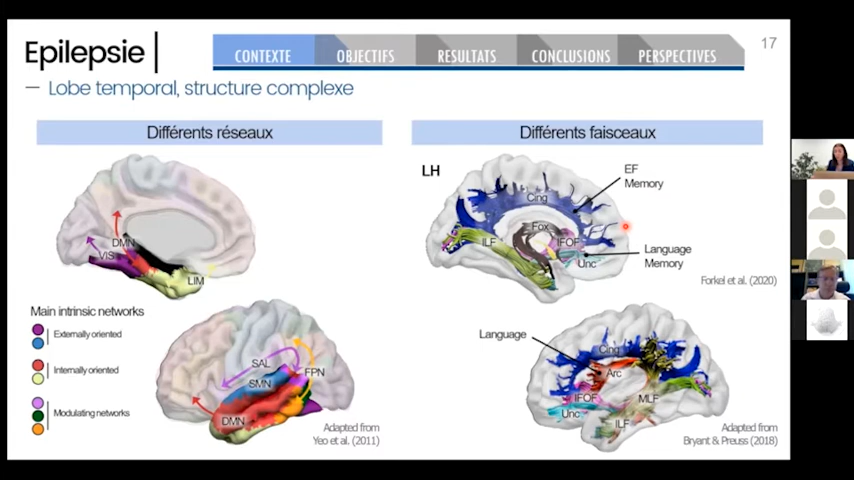 Epilepsie
CONTEXTE
OBJECTIFS
RESULTATS
CONCLUSIONS
PERSPECTIVES
17
Lobe temporal, structure complexe
Différents réseaux
DMN
VIS
LIM
Main intrinsic networks
Externally oriented
Internally oriented
Modulating networks
SAL
FPN
SMN
DMN
Adapted from
Yeo et al. (2011)
Différents faisceaux
LH
EF
Memory
Cing
Fox
ILF
IFOF
Unc
Language
Memory
Forkel et al. (2020)
Language
Cing
Arc
IFOF
MLF
Unc
ILF
Adapted from
Bryant & Preuss (2018)